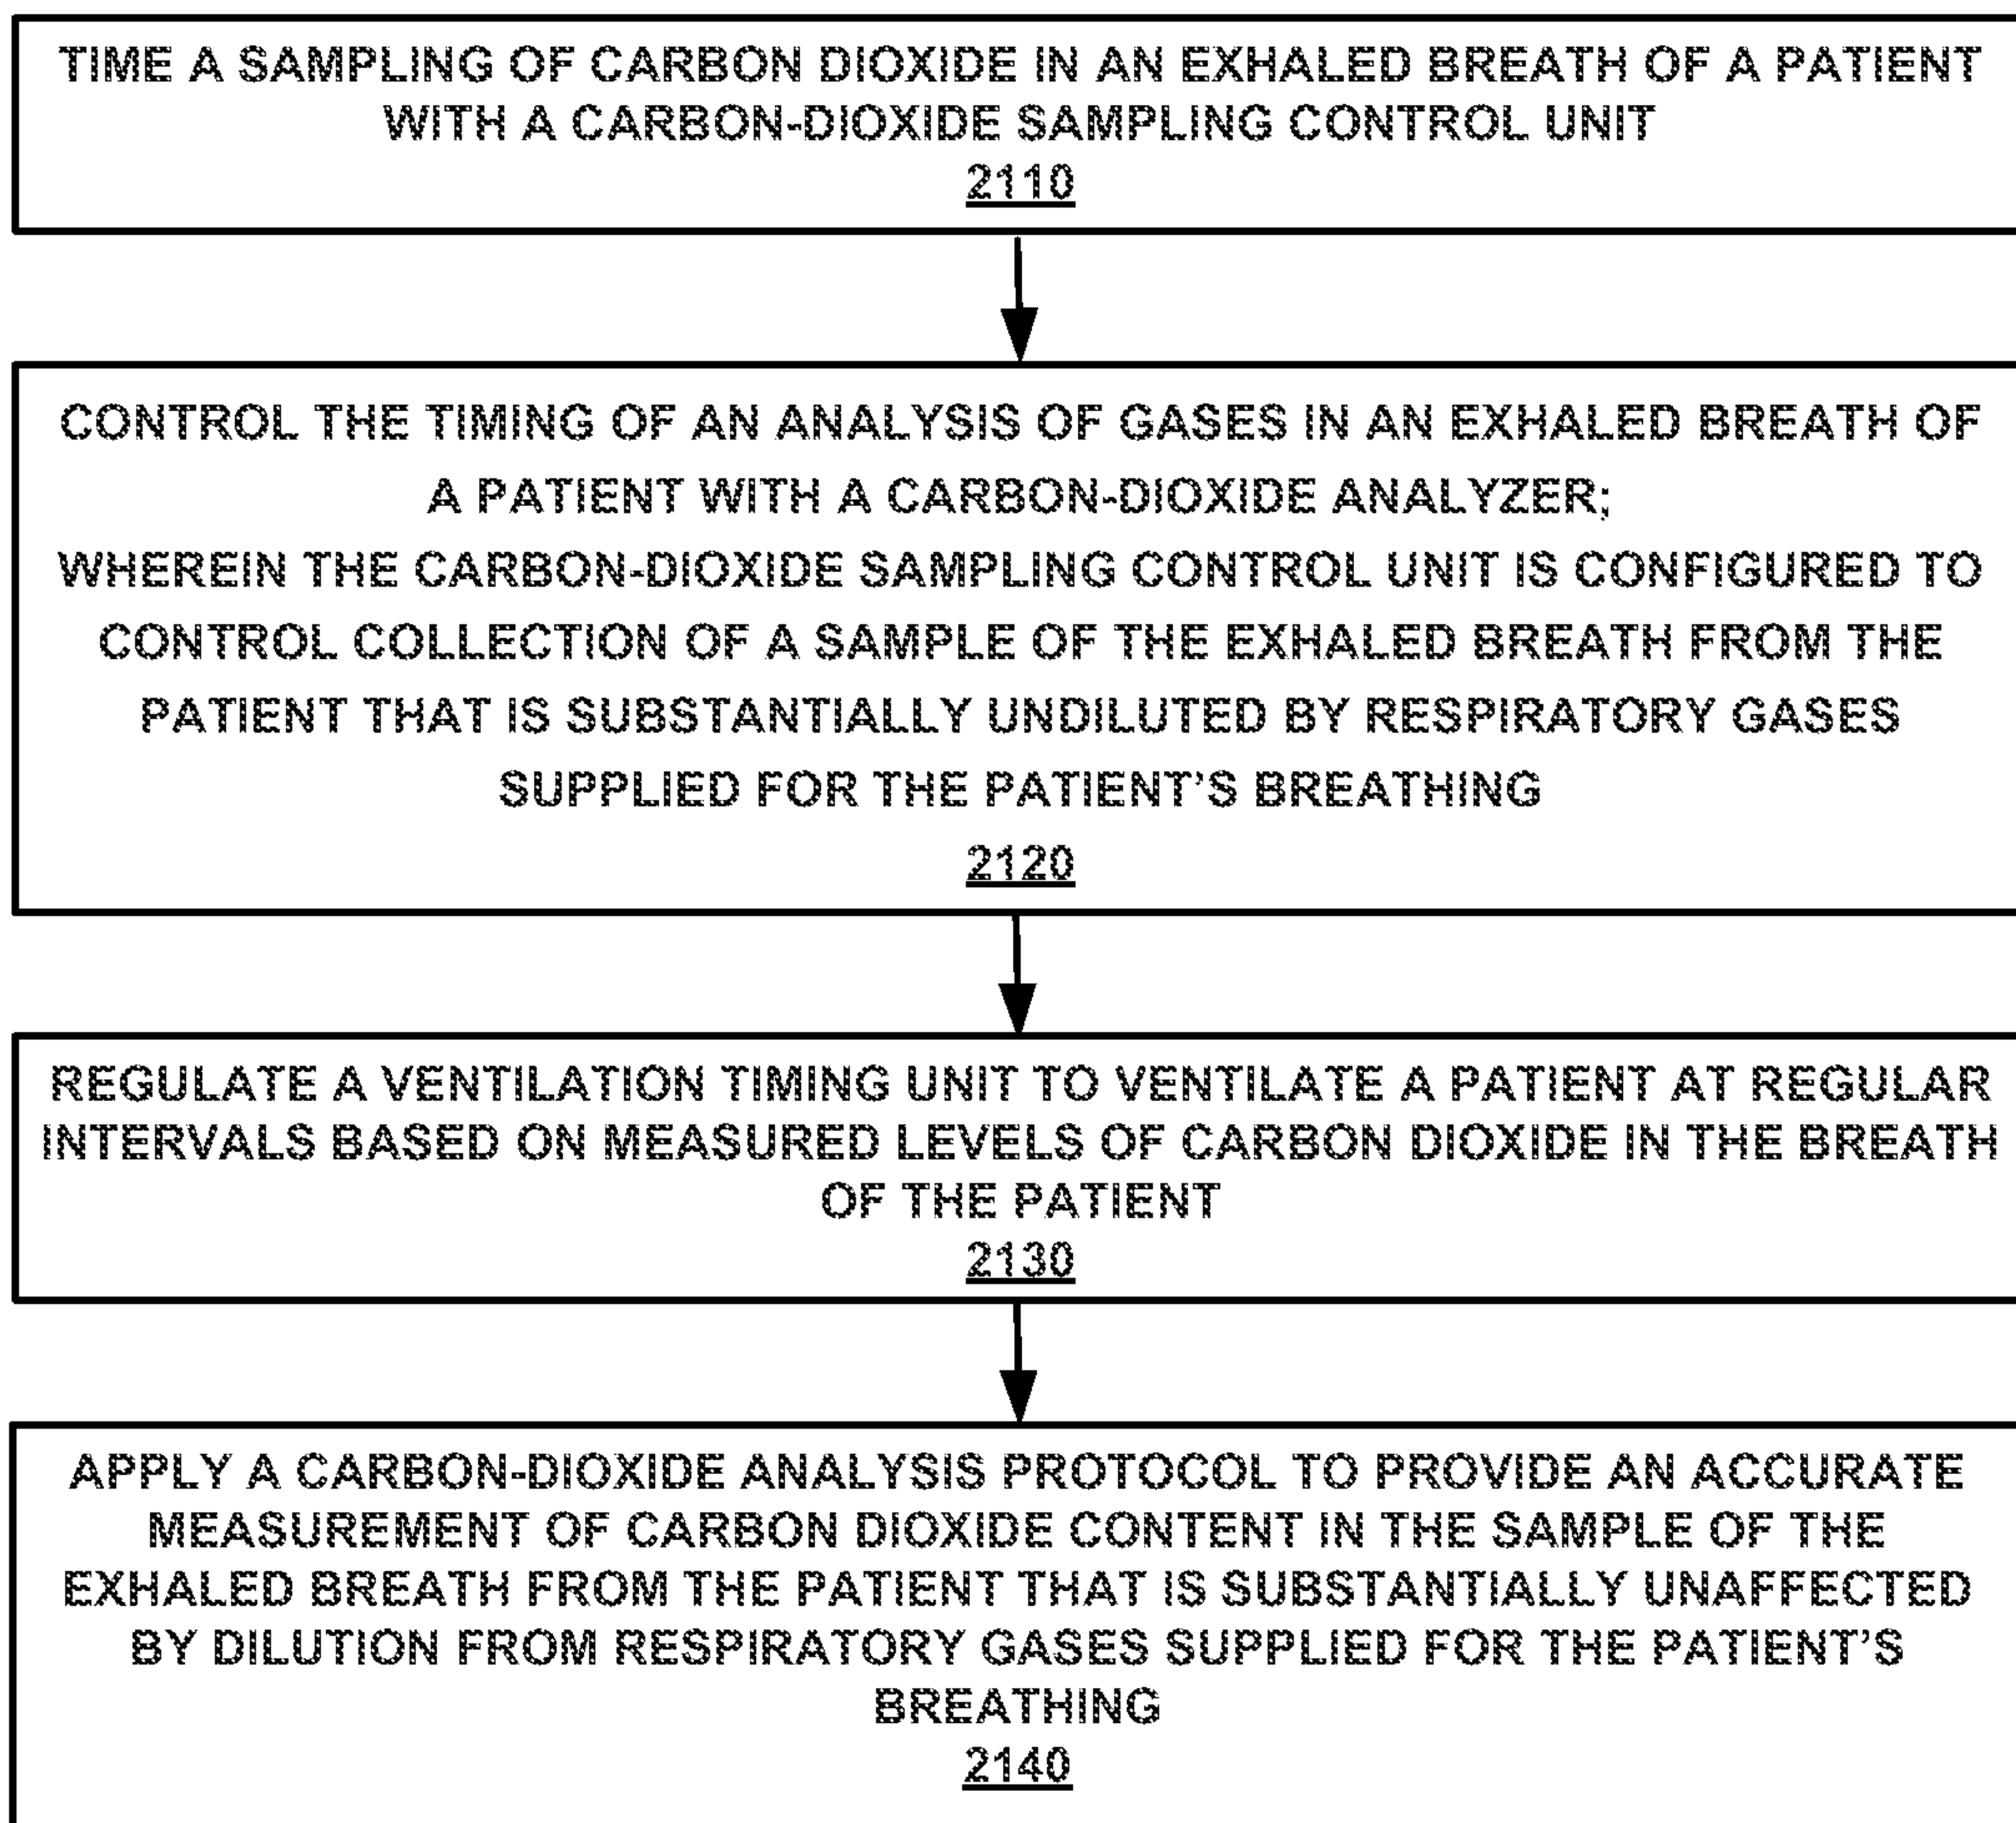 TIME A SAMPLING OF CARBON DIOXIDE IN AN EXHALED BREATH OF A PATIENT
WITH A CARBON-DIOXIDE SAMPLING CONTROL UNIT
2110
CONTROL THE TIMING OF AN ANALYSIS OF GASES IN AN EXHALED BREATH OF
A PATIENT WITH A CARBON-DIOXIDE ANALYZER;
WHEREIN THE CARBON-DIOXIDE SAMPLING CONTROL UNIT IS CONFIGURED TO
CONTROL COLLECTION OF A SAMPLE OF THE EXHALED BREATH FROM THE
PATIENT THAT IS SUBSTANTIALLY UNDILUTED BY RESPIRATORY GASES
SUPPLIED FOR THE PATIENT'S BREATHING
2120
REGULATE A VENTILATION TIMING UNIT TO VENTILATE A PATIENT AT REGULAR
INTERVALS BASED ON MEASURED LEVELS OF CARBON DIOXIDE IN THE BREATH
OF THE PATIENT
2130
APPLY A CARBON-DIOXIDE ANALYSIS PROTOCOL TO PROVIDE AN ACCURATE
MEASUREMENT OF CARBON DIOXIDE CONTENT IN THE SAMPLE OF THE
EXHALED BREATH FROM THE PATIENT THAT IS SUBSTANTIALLY UNAFFECTED
BY DILUTION FROM RESPIRATORY GASES SUPPLIED FOR THE PATIENT'S
BREATHING
2140